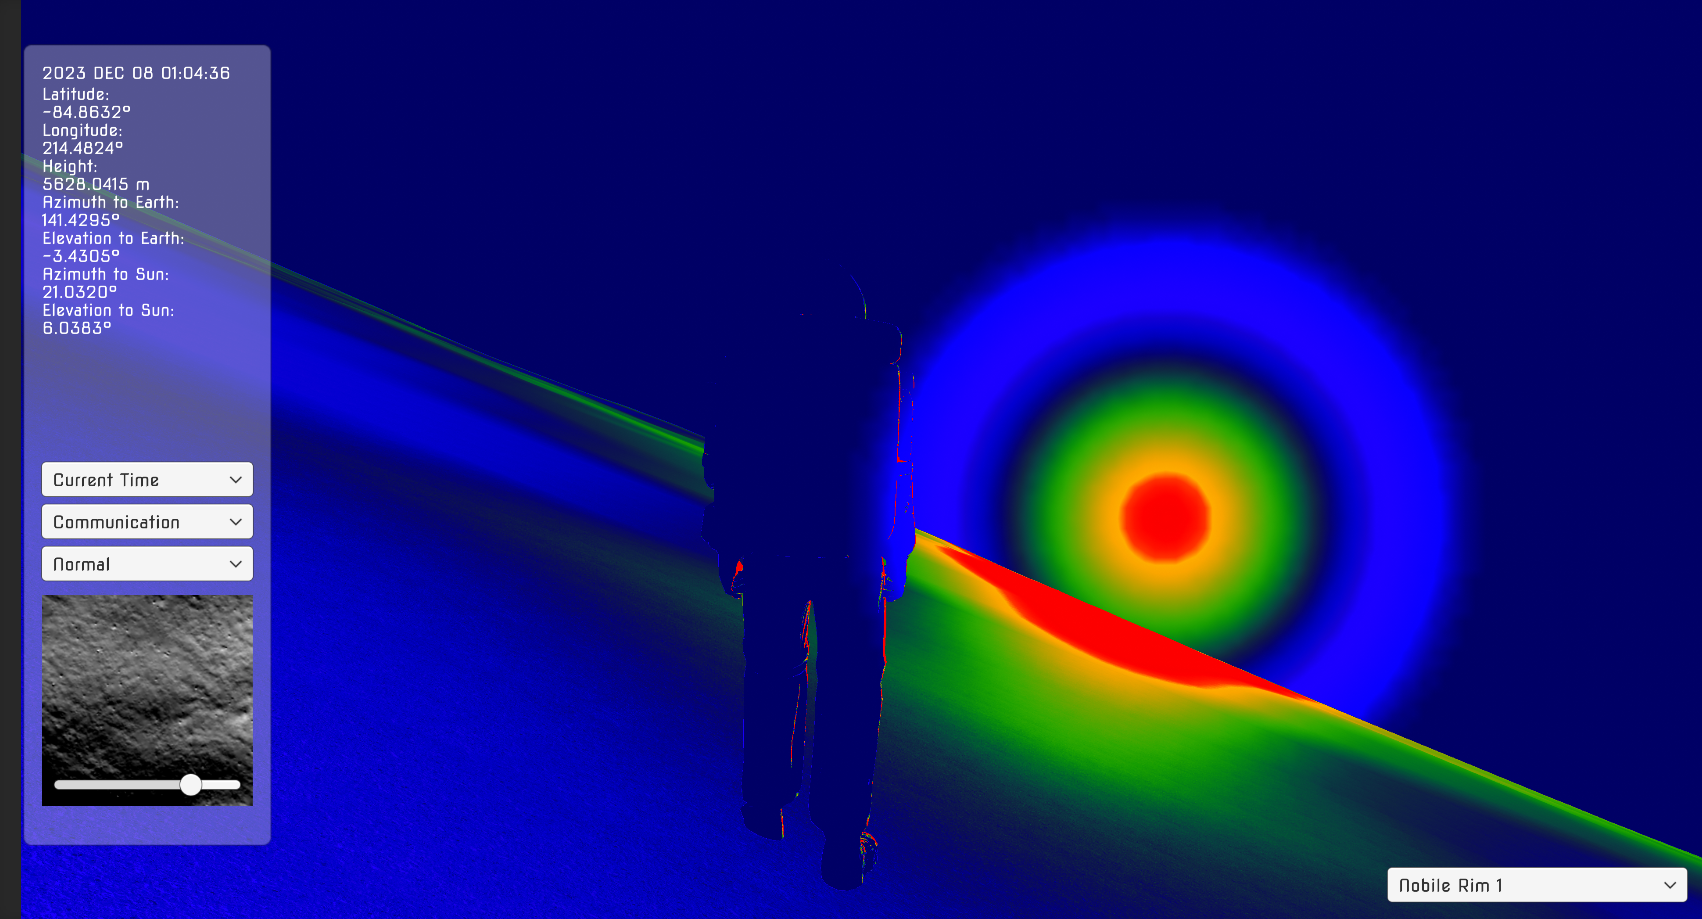 2023 DEC 08 01:04:36
Latitude:
-84.8632°
Longitude:
214.4824°
Height:
5628.0415 m
Azimuth to Earth:
141.4295°
Elevation to Earth:
-3.4305°
Azimuth to Sun:
21.0320°
Elevation to Sun:
6.0383°
Current Time
Communication
Normal
Nobile Rim 1